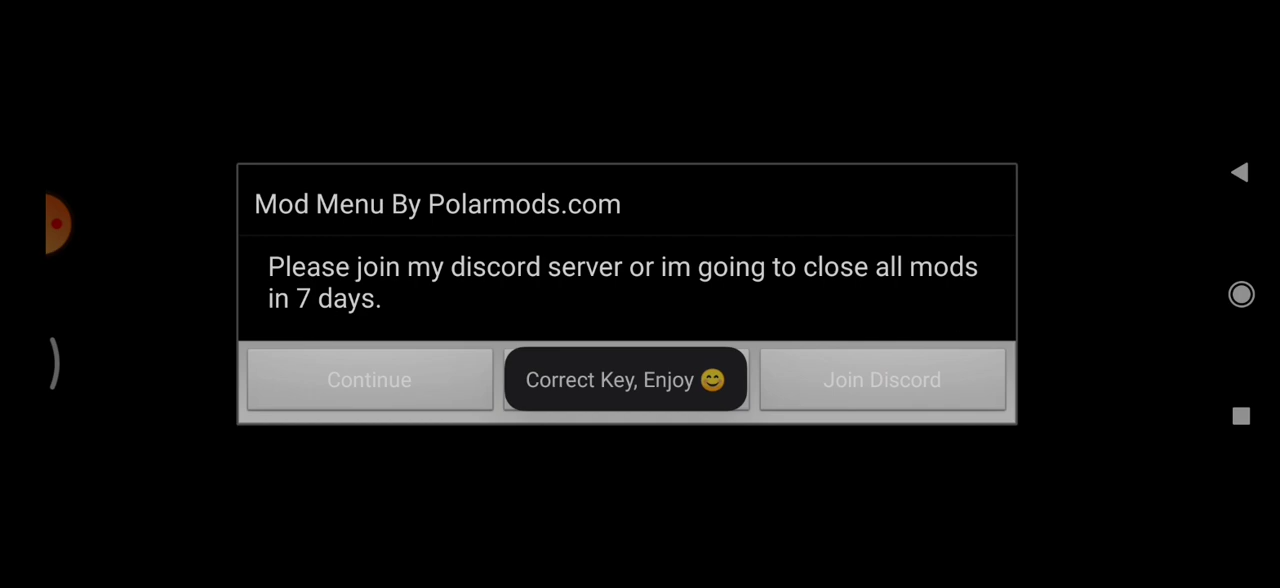 Mod Menu By Polarmods.com
Please join my discord server or im going to close all mods
in 7 days.
Continue
Correct Key, Enjoy 😊
Join Discord